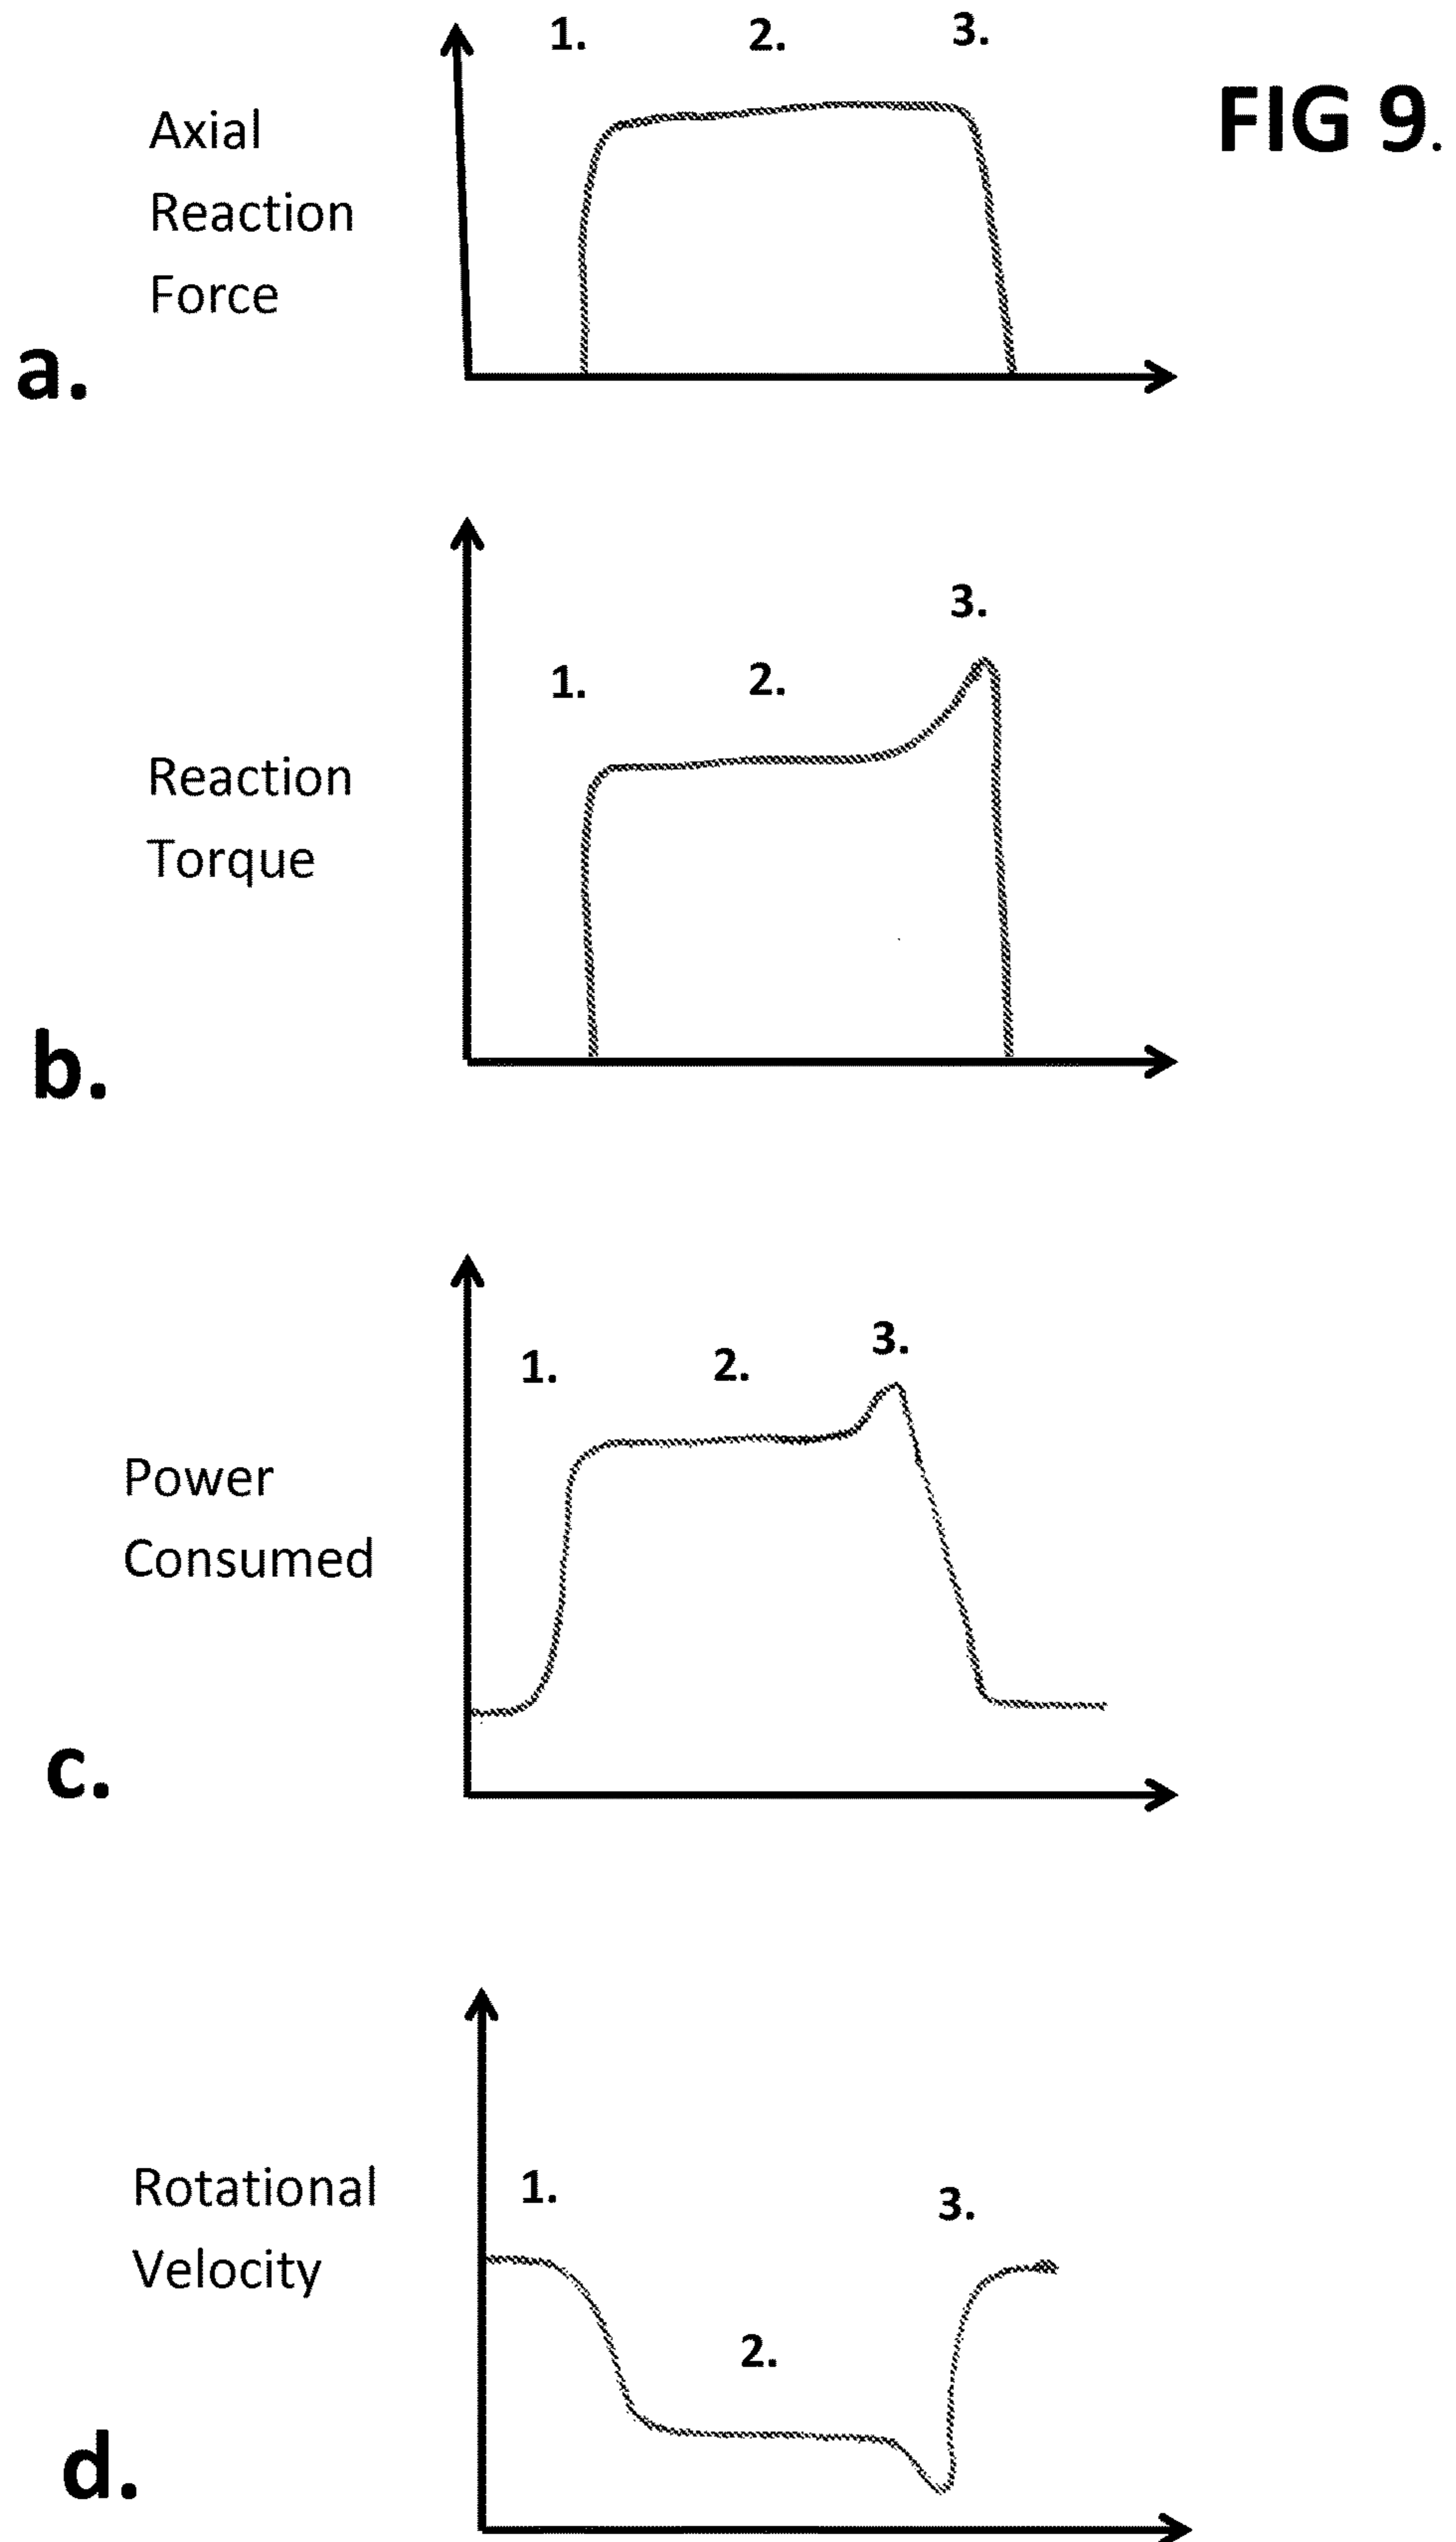 1. 2. 3.
FIG 9.
Axial
Reaction
Force
a.
3.
1. 2.
Reaction
Torque
b.
3.
1. 2.
Power
Consumed
c.
1. 3.
Rotational
Velocity
2.
d.